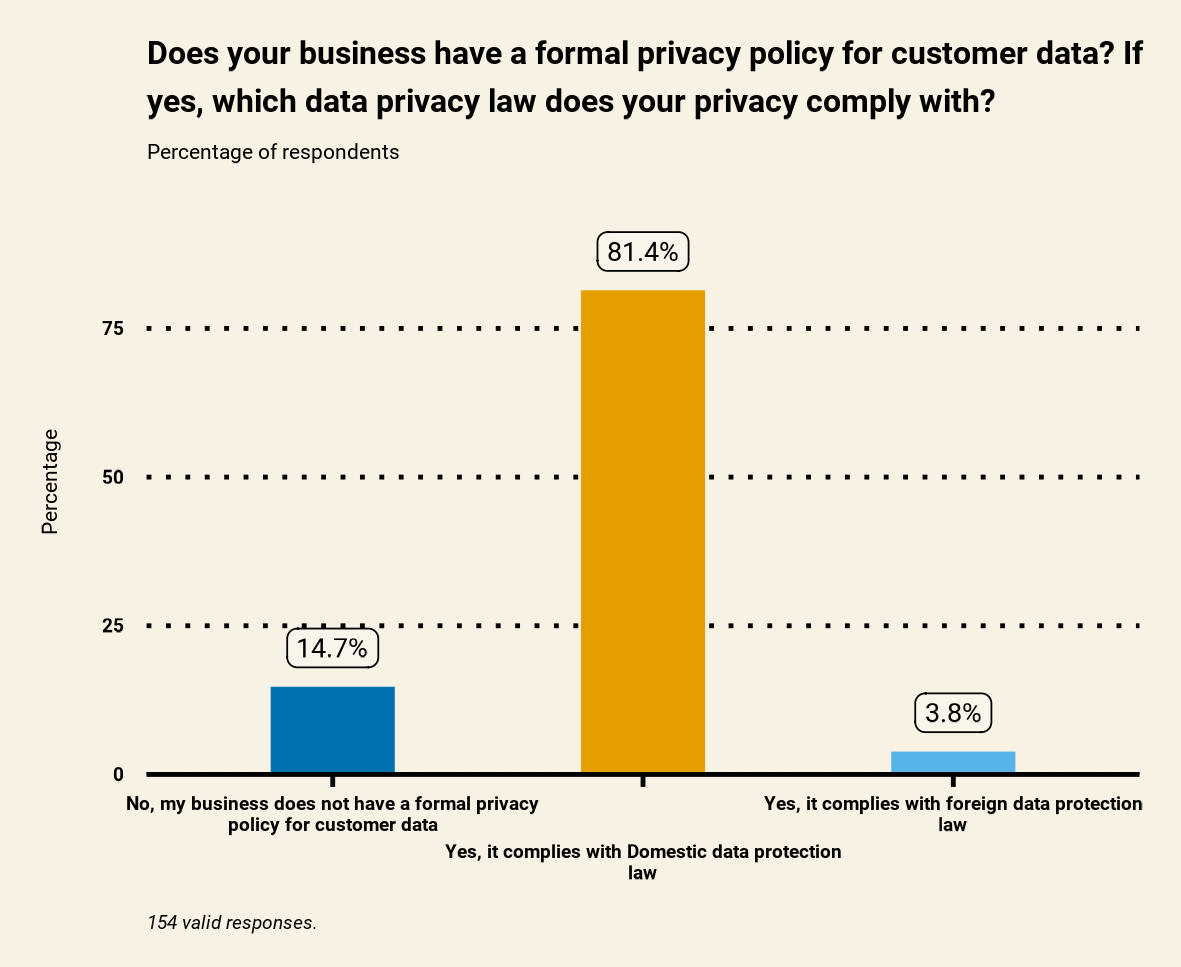 Does your business have a formal privacy policy for customer data? If
yes, which data privacy law does your privacy comply with?
Percentage of respondents
81.4%
75
Percentage
50
25
14.7%
3.8%
0
No, my business does not have a formal privacy
policy for customer data
Yes, it complies with foreign data protection
law
Yes, it complies with Domestic data protection
law
154 valid responses.